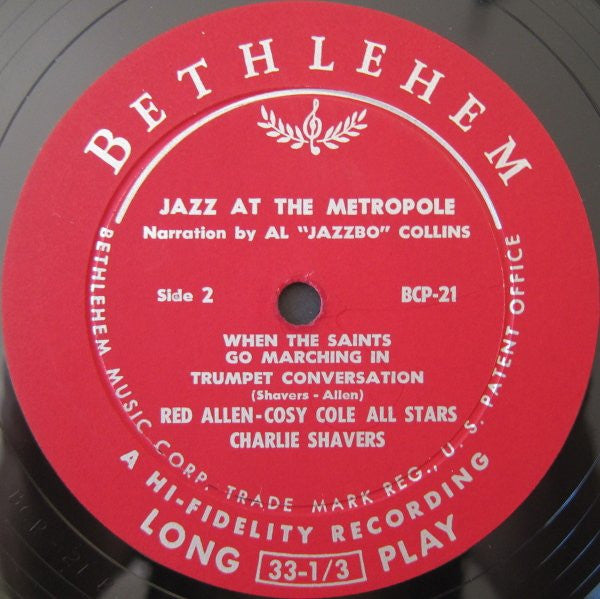 BETHLEHEM
JAZZ AT THE METROPOLE
Narration by AL "JAZZBO" COLLINS
Side 2
BCP-21
WHEN THE SAINTS
GO MARCHING IN
TRUMPET CONVERSATION
(Shavers - Allen)
RED ALLEN-COSY COLE ALL STARS
CHARLIE SHAVERS
BETHLEHEM MUSIC CORP. TRADE MARK REG., U. S. PATENT OFFICE
A HI-FIDELITY RECORDING
LONG 33-1/3 PLAY